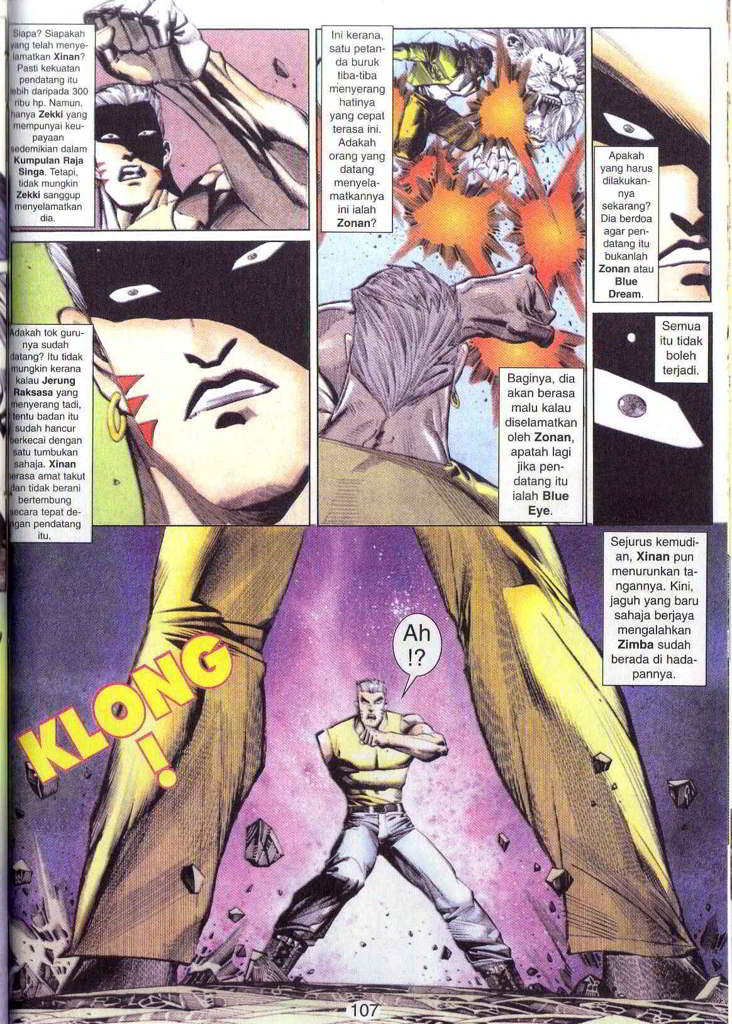 Siapa? Siapakah
yang telah menye-
lamatkan Xinan?
Pasti kekuatan
pendatang itu
lebih daripada 300
ribu hp. Namun,
hanya Zekki yang
mempunyai keu-
payaan
sedemikian dalam
Kumpulan Raja
Singa. Tetapi,
tidak mungkin
Zekki sanggup
menyelamatkan
dia.
Ini kerana,
satu petan-
da buruk
tiba-tiba
menyerang
hatinya
yang cepat
terasa ini.
Adakah
orang yang
datang
menyela-
matkannya
ini ialah
Zonan?
Apakah
yang harus
dilakukan-
nya
sekarang?
Dia berdoa
agar pen-
datang itu
bukanlah
Zonan atau
Blue
Dream.
Adakah tok guru-
nya sudah
datang? Itu tidak
mungkin kerana
kalau Jerung
Raksasa yang
menyerang tadi,
tentu badan itu
sudah hancur
berkecai dengan
satu tumbukan
sahaja. Xinan
berasa amat takut
dan tidak berani
bertembung
secara tepat de-
ngan pendatang
itu.
Baginya, dia
akan berasa
malu kalau
diselamatkan
oleh Zonan,
apatah lagi
jika pen-
datang itu
ialah Blue
Eye.
Semua
itu tidak
boleh
terjadi.
Sejurus kemudi-
an, Xinan pun
menurunkan ta-
ngannya. Kini,
jaguh yang baru
sahaja berjaya
mengalahkan
Zimba sudah
berada di hada-
pannya.
Ah
!?
KLONG
!
107